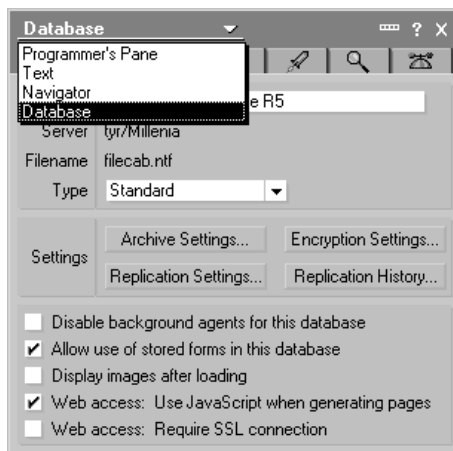 Database
? X
Programmer's Pane
Text
Navigator
Database
e R5
Server tyr/Millenia
Filename filecab.ntf
Type Standard
Settings
Archive Settings... Encryption Settings...
Replication Settings... Replication History...
Disable background agents for this database
Allow use of stored forms in this database
Display images after loading
Web access: Use JavaScript when generating pages
Web access: Require SSL connection